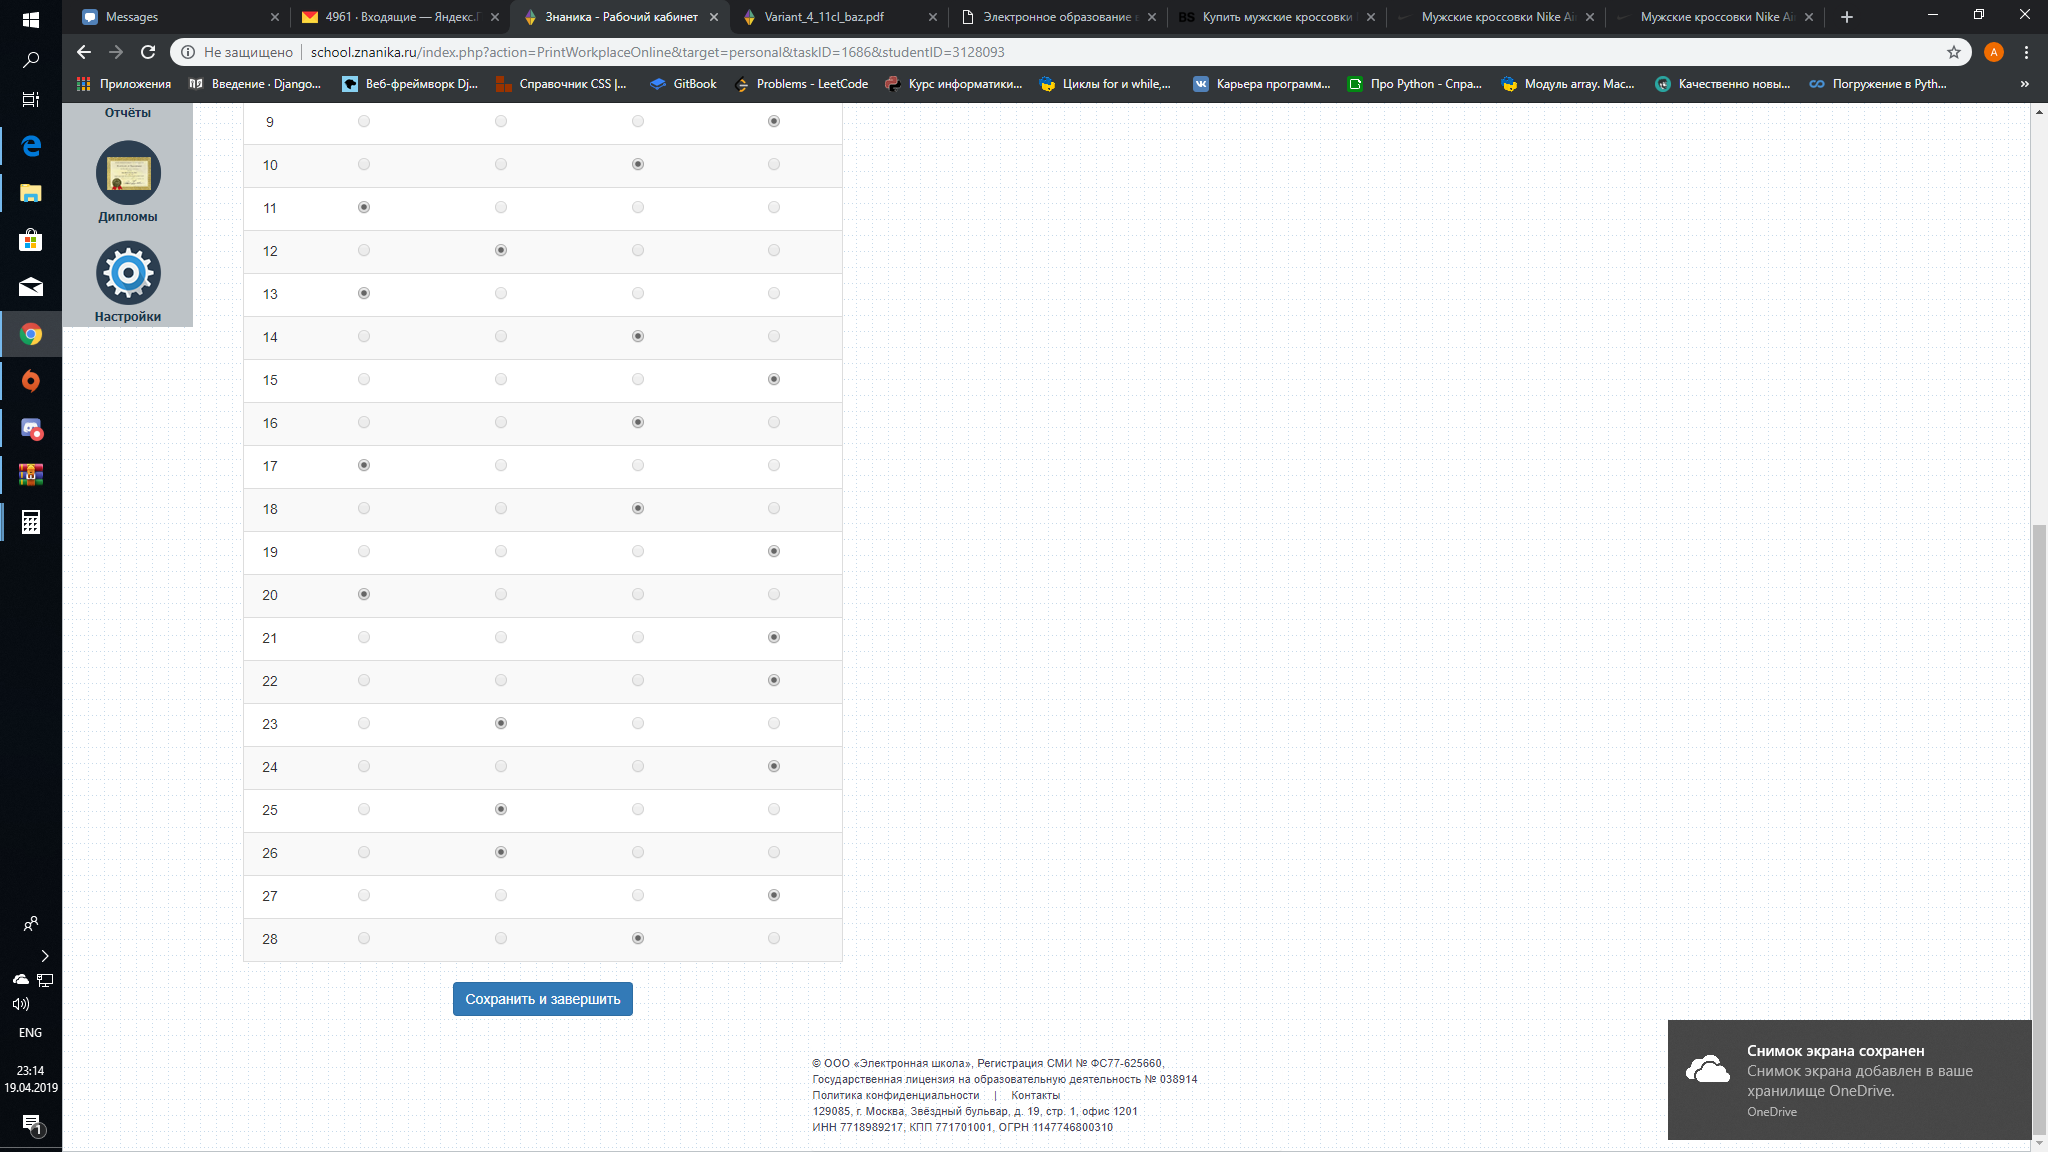 Messages
4961 · Входящие — Яндекс.
Знаника - Рабочий кабинет
Variant_4_11cl_baz.pdf
Электронное образование
BS Купить мужские кроссовки
Мужские кроссовки Nike Ai
Мужские кроссовки Nike Ai
Не защищено
school.znanika.ru/index.php?action=PrintWorkplaceOnline&target=personal&taskID=1686&studentID=3128093
A
Приложения
Введение · Django...
Веб-фреймворк Dj...
Справочник CSS |...
GitBook
Problems - LeetCode
Курс информатики...
Циклы for и while,...
Карьера программ...
Про Python - Спра...
Модуль array. Мас...
Качественно новы...
Погружение в Pyth...
»
Отчёты
Дипломы
Настройки
9
10
11
12
13
14
15
16
17
18
19
20
21
22
23
24
25
26
27
28
Сохранить и завершить
© ООО «Электронная школа», Регистрация СМИ № ФС77-625660,
Государственная лицензия на образовательную деятельность № 038914
Политика конфиденциальности | Контакты
129085, г. Москва, Звёздный бульвар, д. 19, стр. 1, офис 1201
ИНН 7718989217, КПП 771701001, ОГРН 1147746800310
Снимок экрана сохранен
Снимок экрана добавлен в ваше
хранилище OneDrive.
OneDrive
ENG
23:14
19.04.2019
1